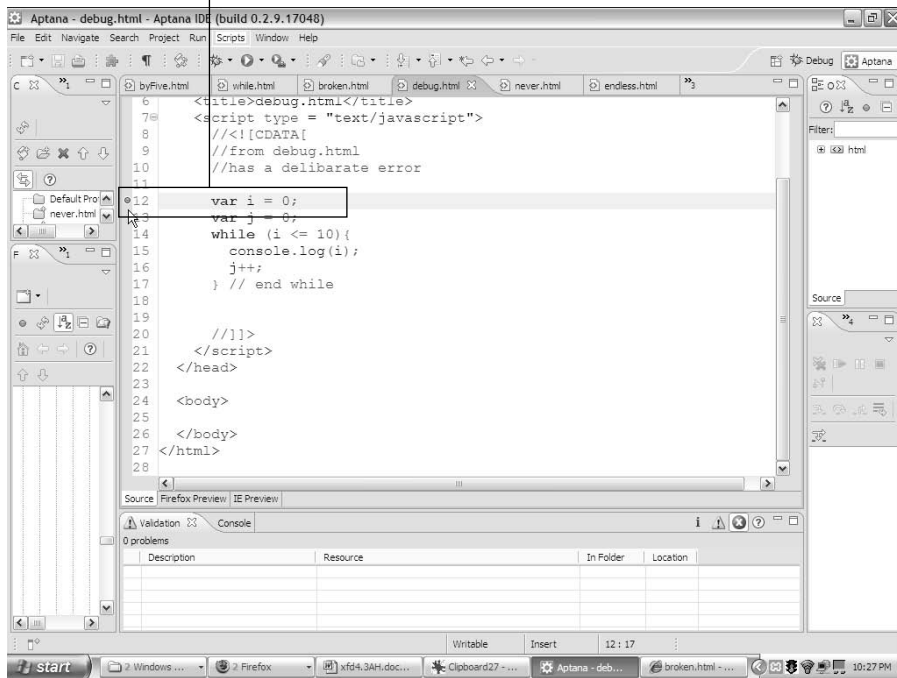 Aptana - debug.html - Aptana IDE (build 0.2.9.17048)
File Edit Navigate Search Project Run Scripts Window Help
Debug Aptana
C »1
byFive.html while.html broken.html debug.html never.html endless.html »3
6 <title>debug.html</title>
7 <script type = "text/javascript">
8 //<![CDATA[
9 //from debug.html
10 //has a delibarate error
11
12 var i = 0;
13 var j = 0;
14 while (i <= 10){
15 console.log(i);
16 j++;
17 } // end while
18
19
20 //]]>
21 </script>
22 </head>
23
24 <body>
25
26 </body>
27 </html>
28
Default Pro
never.html
F »1
Filter:
html
Source
»4
Source Firefox Preview IE Preview
Validation Console
0 problems
Description Resource In Folder Location
Writable Insert 12 : 17
start 2 Windows ... 2 Firefox xfd4.3AH.doc... Clipboard27 - ... Aptana - deb... broken.html - ... 10:27 PM